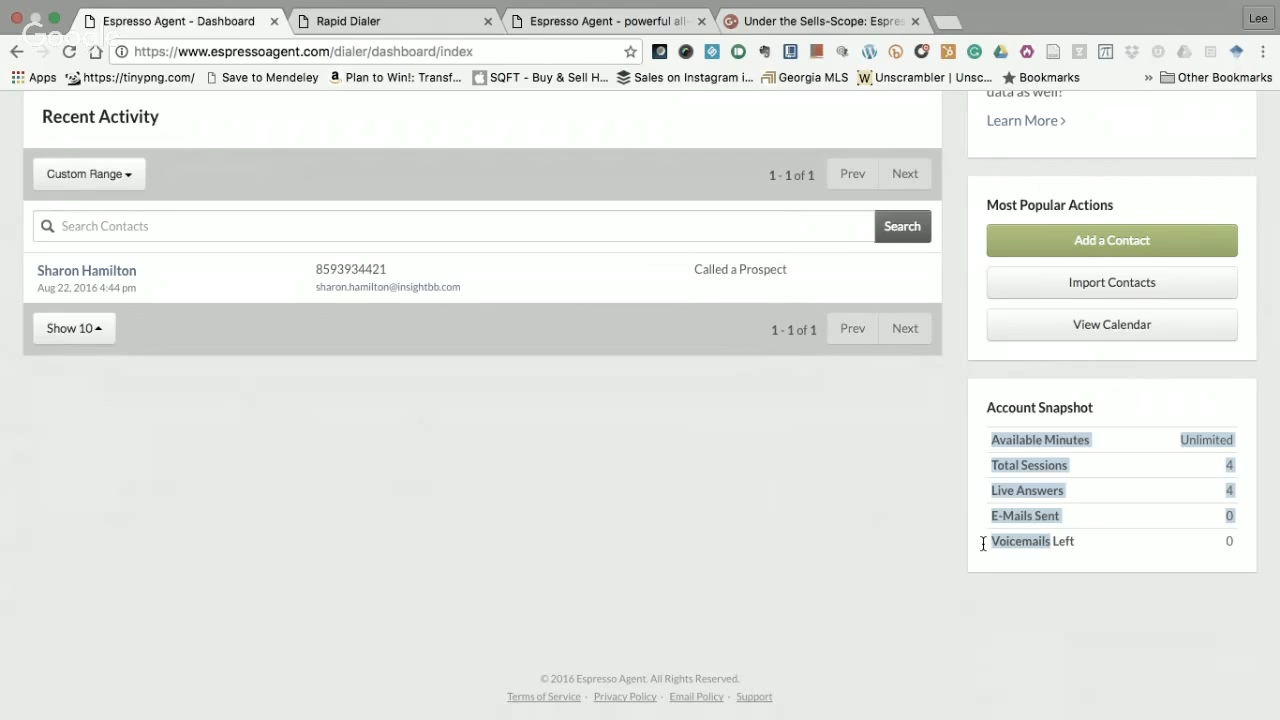 Espresso Agent - Dashboard
Rapid Dialer
Espresso Agent - powerful all-
Under the Sells-Scope: Espres
Lee
Google
https://www.espressoagent.com/dialer/dashboard/index
Apps
https://tinypng.com/
Save to Mendeley
Plan to Win!: Transf...
SQFT - Buy & Sell H...
Sales on Instagram i...
Georgia MLS
Unscrambler | Unsc...
Bookmarks
» Other Bookmarks
Recent Activity
Custom Range
1 - 1 of 1
Prev
Next
Search Contacts
Search
Sharon Hamilton
8593934421
Called a Prospect
Aug 22, 2016 4:44 pm
sharon.hamilton@insightbb.com
Show 10
1 - 1 of 1
Prev
Next
data as well?
Learn More ›
Most Popular Actions
Add a Contact
Import Contacts
View Calendar
Account Snapshot
Available Minutes Unlimited
Total Sessions 4
Live Answers 4
E-Mails Sent 0
Voicemails Left 0
© 2016 Espresso Agent. All Rights Reserved.
Terms of Service · Privacy Policy · Email Policy · Support